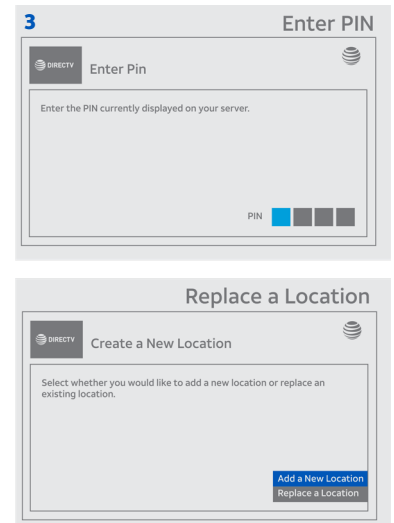 3
Enter PIN
DIRECTV
Enter Pin
Enter the PIN currently displayed on your server.
PIN
Replace a Location
DIRECTV
Create a New Location
Select whether you would like to add a new location or replace an
existing location.
Add a New Location
Replace a Location